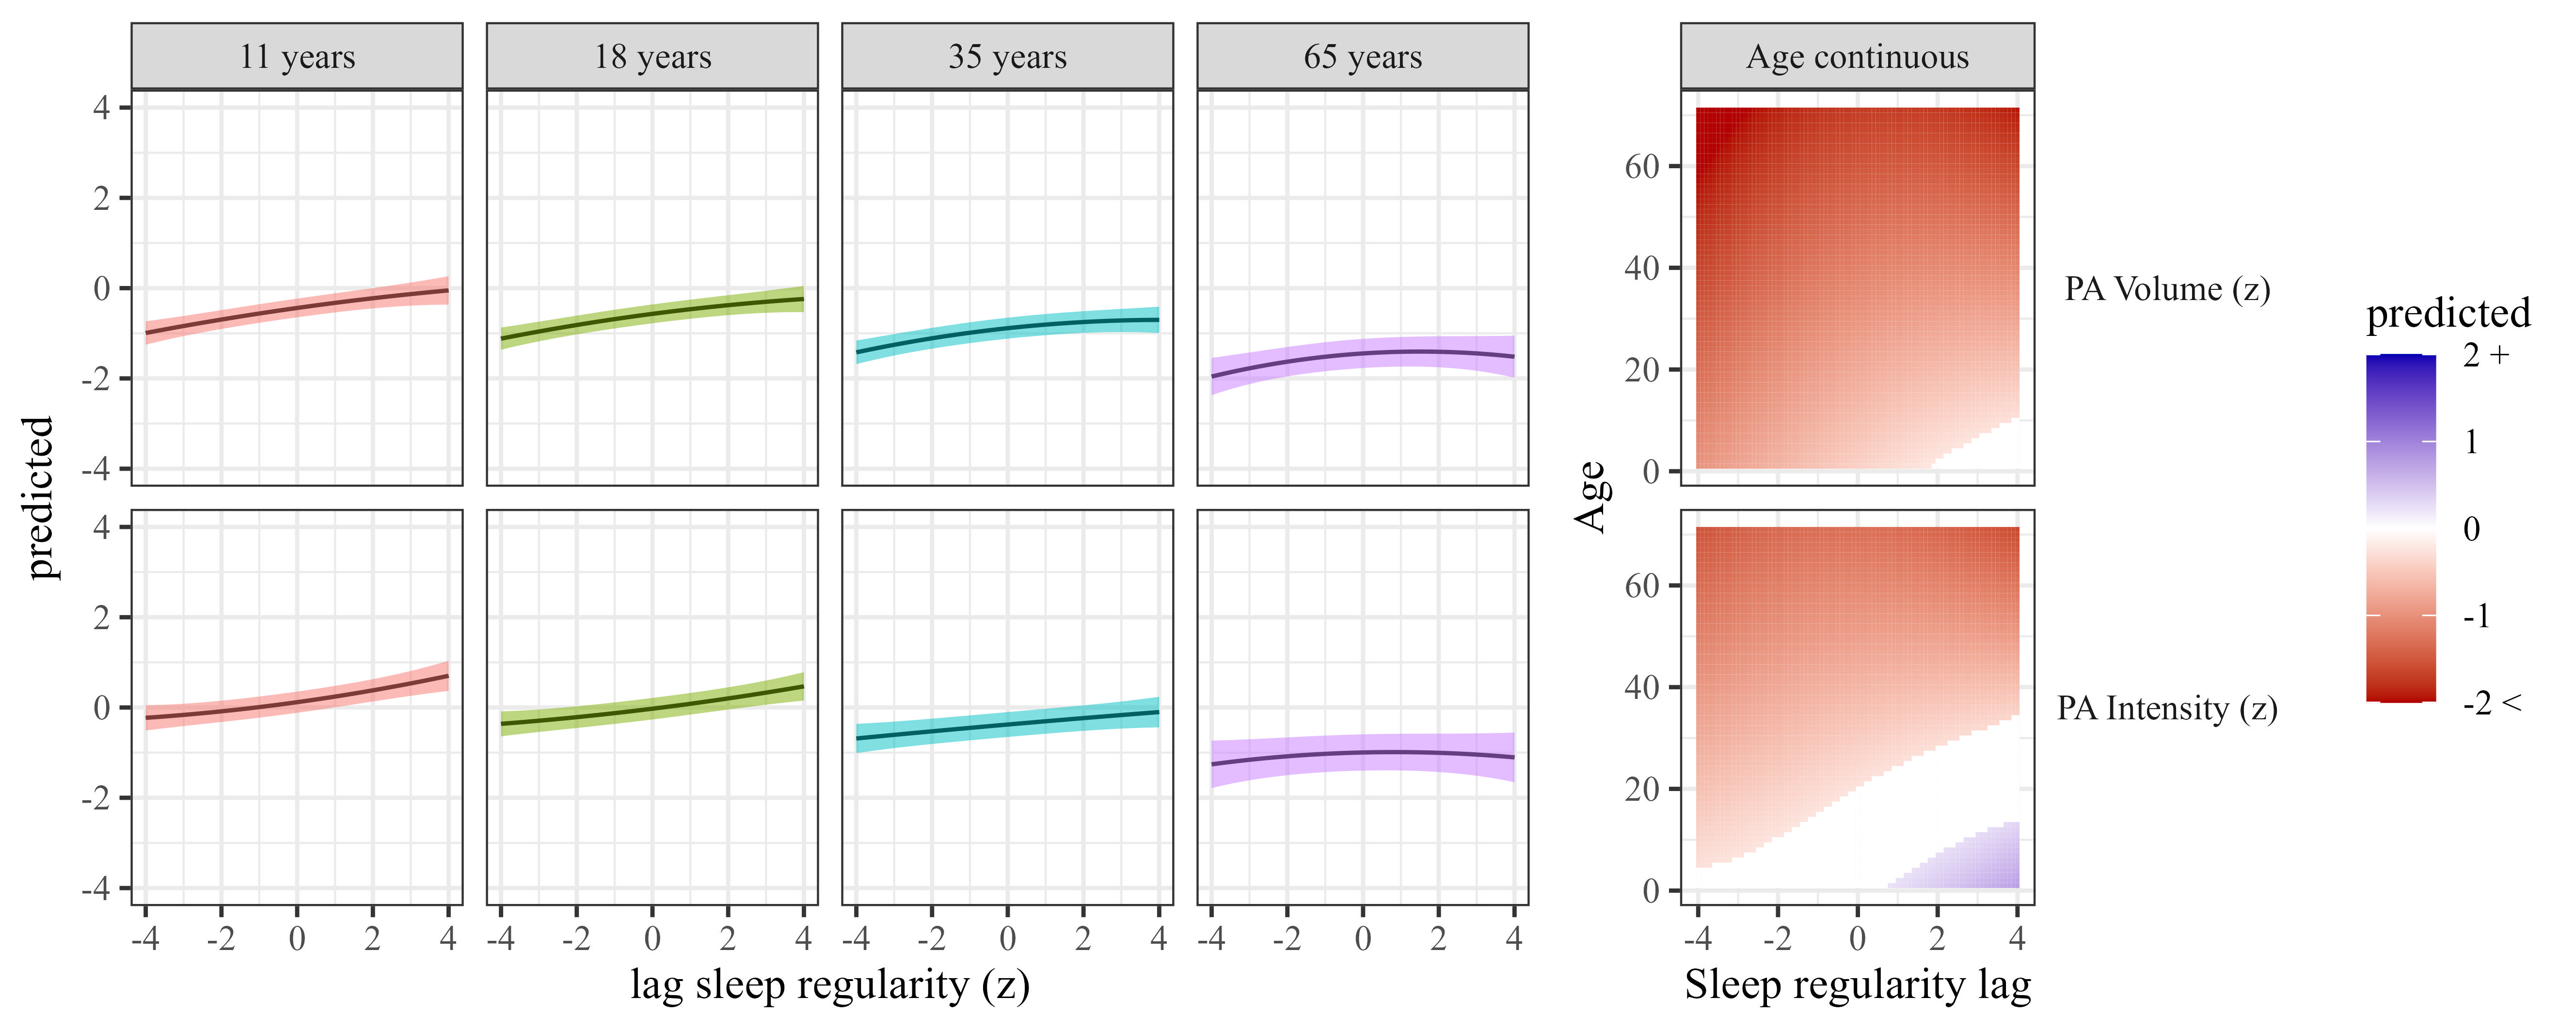 11 years
18 years
35 years
65 years
Age continuous
4
2
0
-2
-4
60
40
20
0
PA Volume (z)
predicted
2 +
1
0
-1
-2 <
predicted
Age
4
2
0
-2
-4
60
40
20
0
PA Intensity (z)
-4 -2 0 2 4
-4 -2 0 2 4
-4 -2 0 2 4
-4 -2 0 2 4
-4 -2 0 2 4
lag sleep regularity (z)
Sleep regularity lag